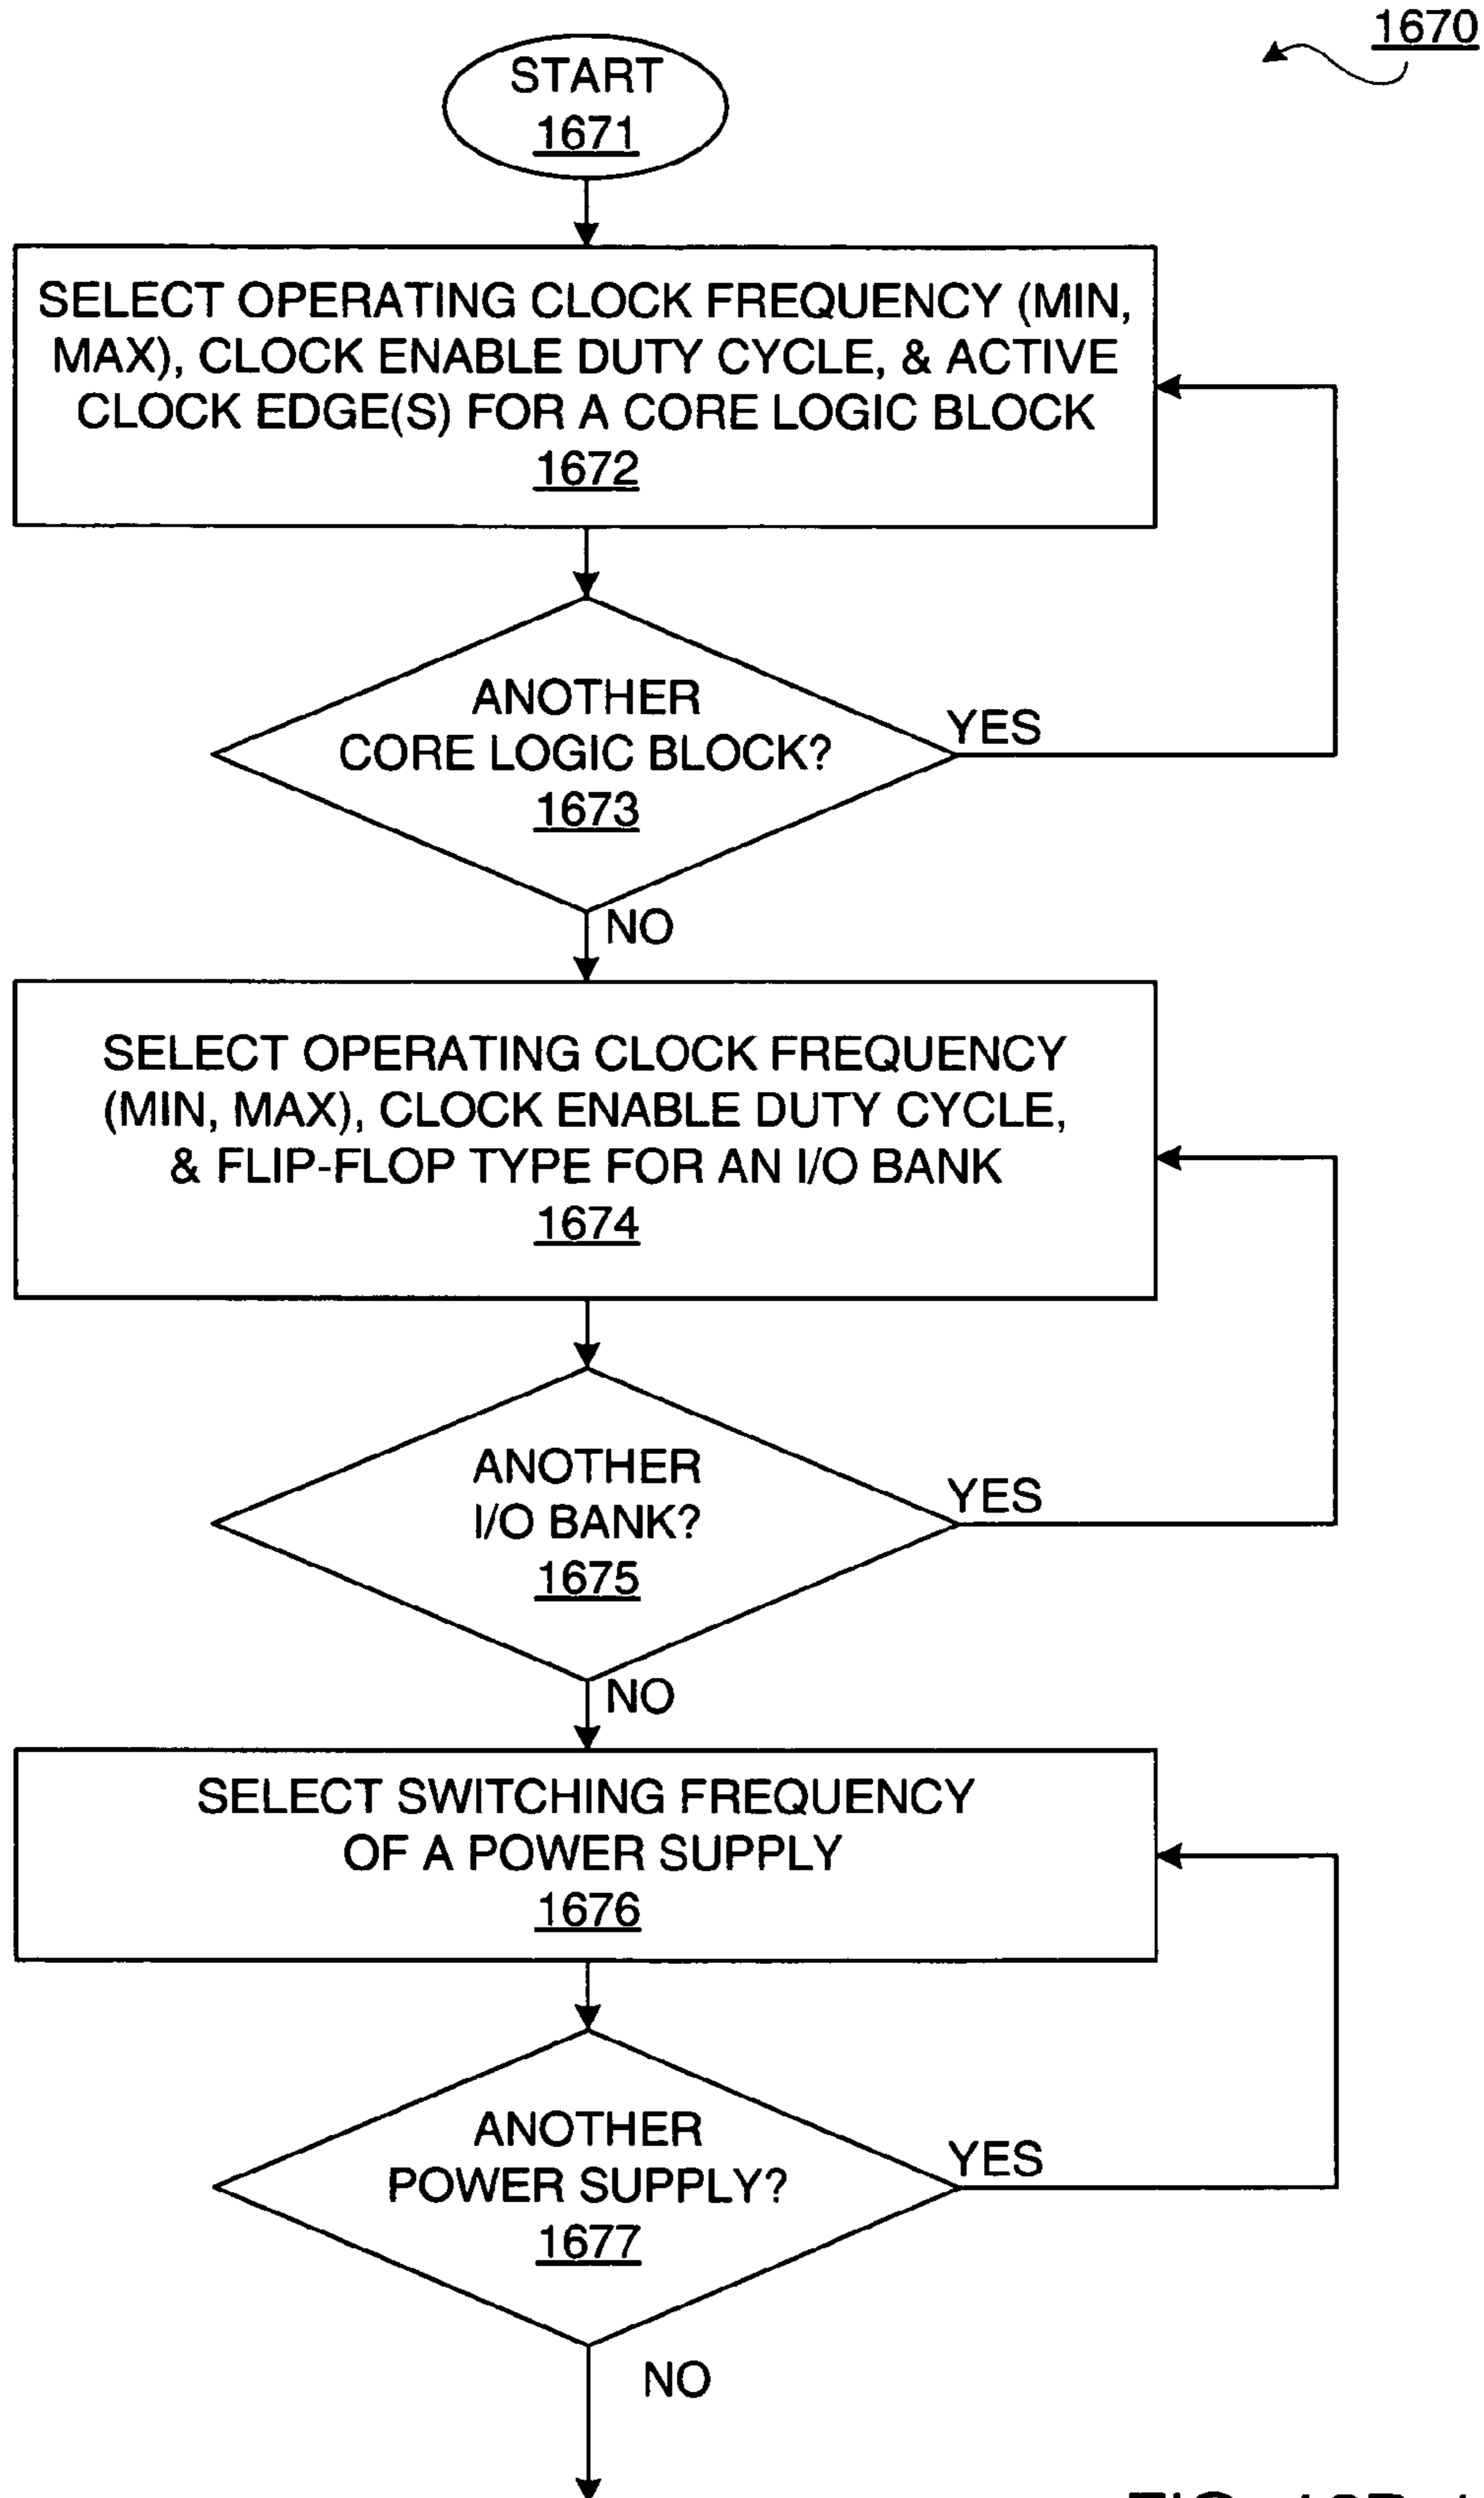 1670
START
1671
SELECT OPERATING CLOCK FREQUENCY (MIN,
MAX), CLOCK ENABLE DUTY CYCLE, & ACTIVE
CLOCK EDGE(S) FOR A CORE LOGIC BLOCK
1672
ANOTHER
CORE LOGIC BLOCK?
1673
YES
NO
SELECT OPERATING CLOCK FREQUENCY
(MIN, MAX), CLOCK ENABLE DUTY CYCLE,
& FLIP-FLOP TYPE FOR AN I/O BANK
1674
ANOTHER
I/O BANK?
1675
YES
NO
SELECT SWITCHING FREQUENCY
OF A POWER SUPPLY
1676
ANOTHER
POWER SUPPLY?
1677
YES
NO